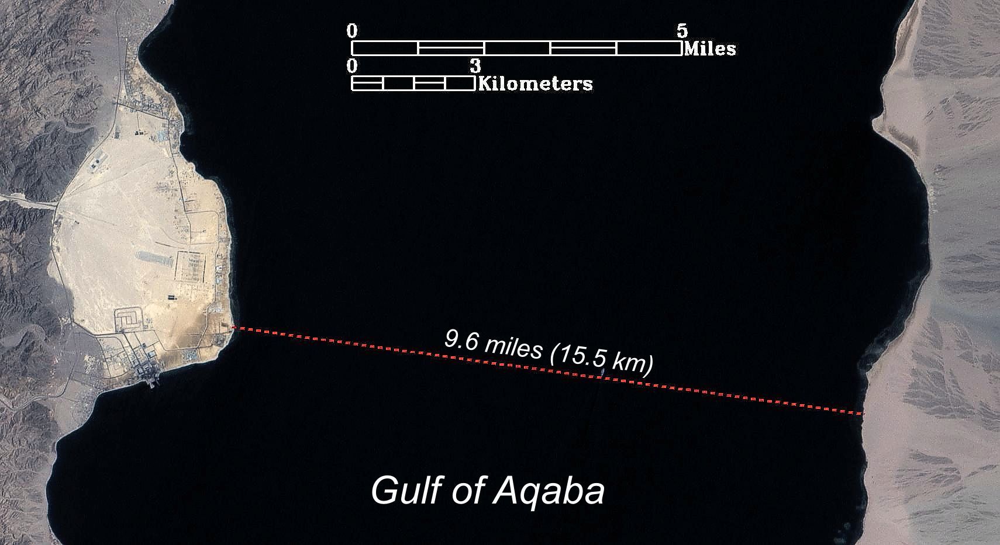 0 5
Miles
0 3
Kilometers
9.6 miles (15.5 km)
Gulf of Aqaba